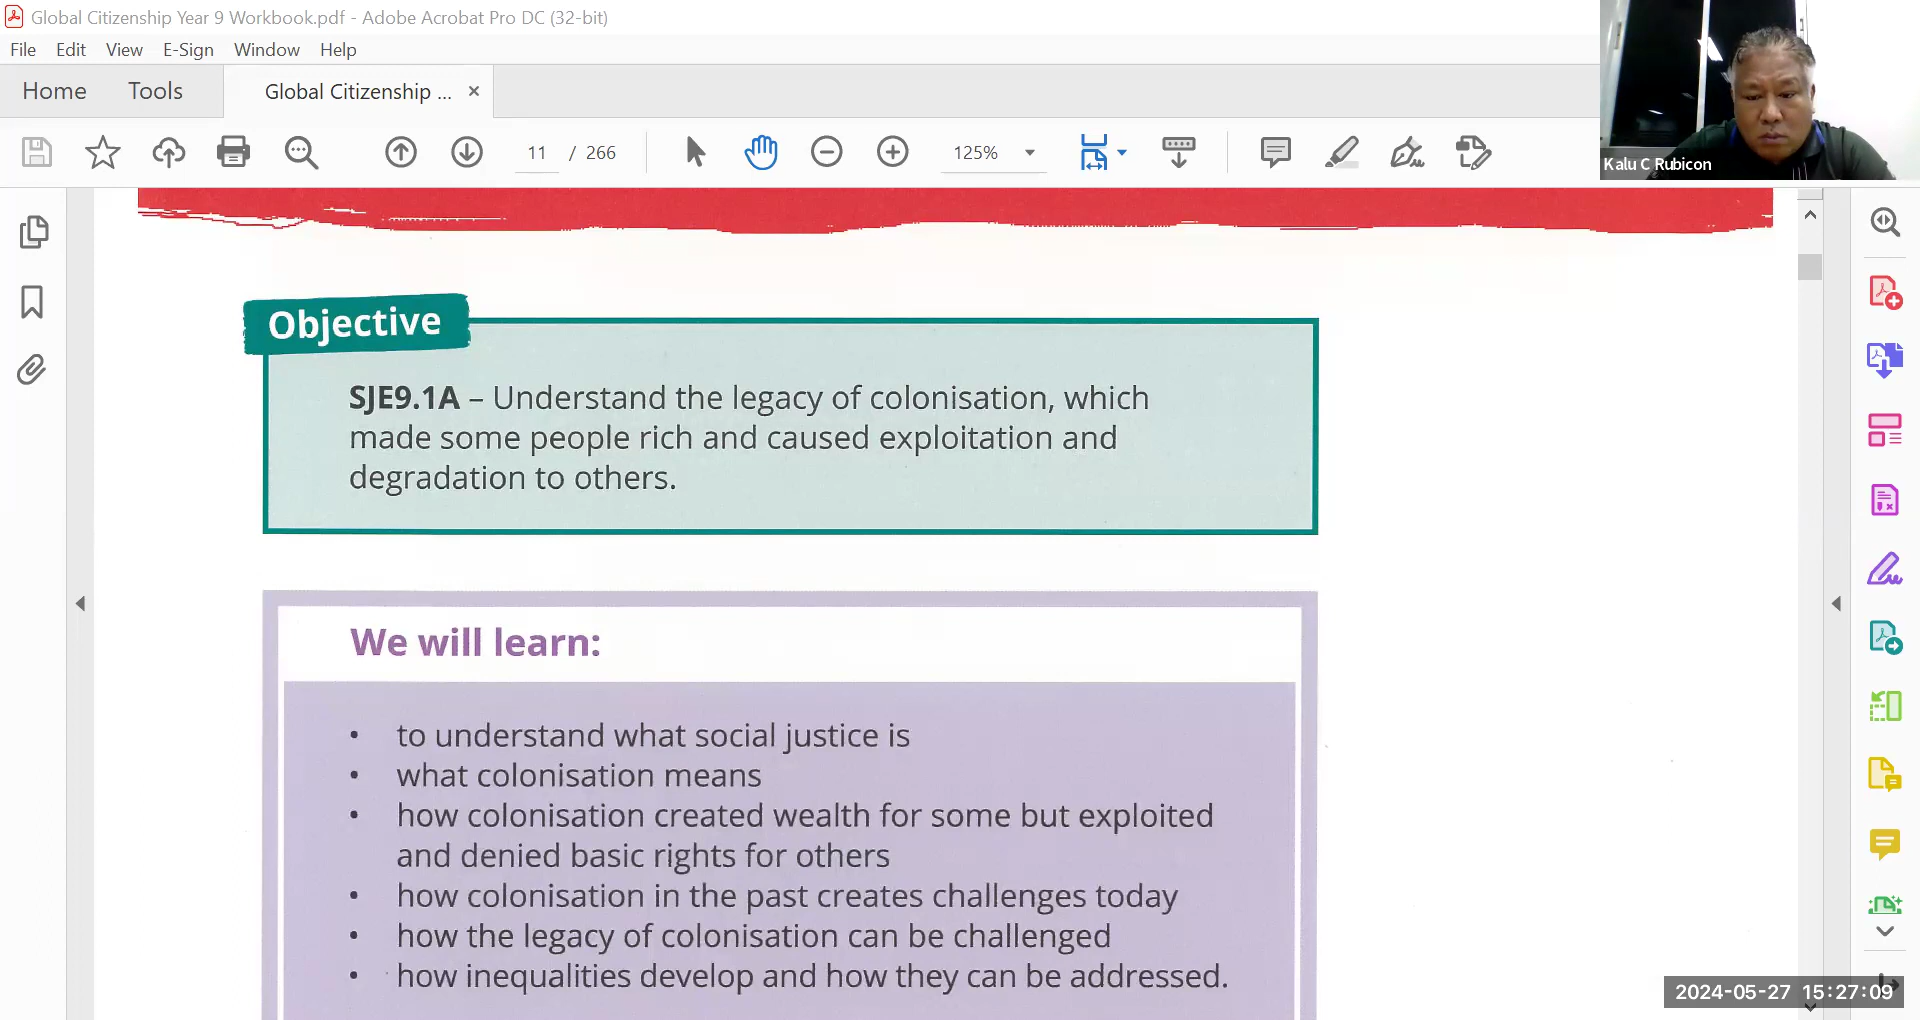 Global Citizenship Year 9 Workbook.pdf - Adobe Acrobat Pro DC (32-bit)
File Edit View E-Sign Window Help
Home Tools Global Citizenship ... ×
11 / 266 125%
Kalu C Rubicon
Objective
SJE9.1A – Understand the legacy of colonisation, which
made some people rich and caused exploitation and
degradation to others.
We will learn:
• to understand what social justice is
• what colonisation means
• how colonisation created wealth for some but exploited
and denied basic rights for others
• how colonisation in the past creates challenges today
• how the legacy of colonisation can be challenged
• how inequalities develop and how they can be addressed.
2024-05-27 15:27:09